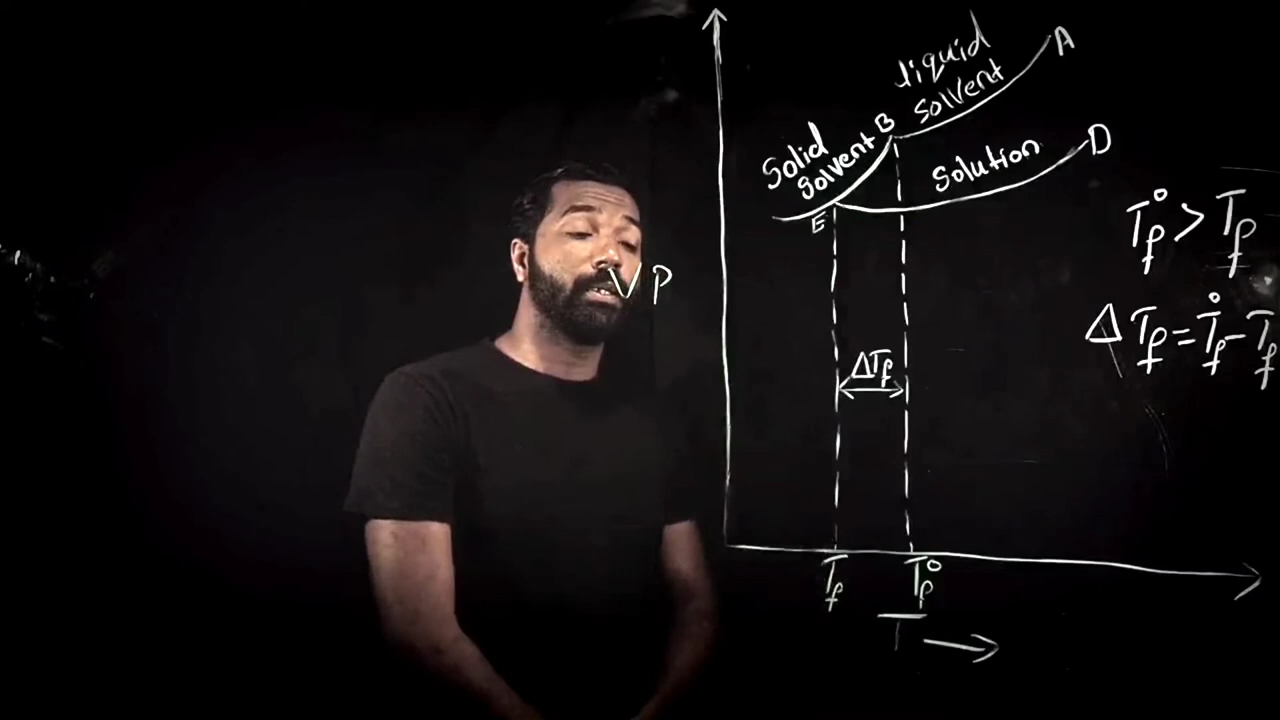 liquid
solvent
A
B
Solid
solvent
Solution
D
E
VP
T°f > Tf
ΔTf = T°f - Tf
ΔTf
Tf
T°f
T